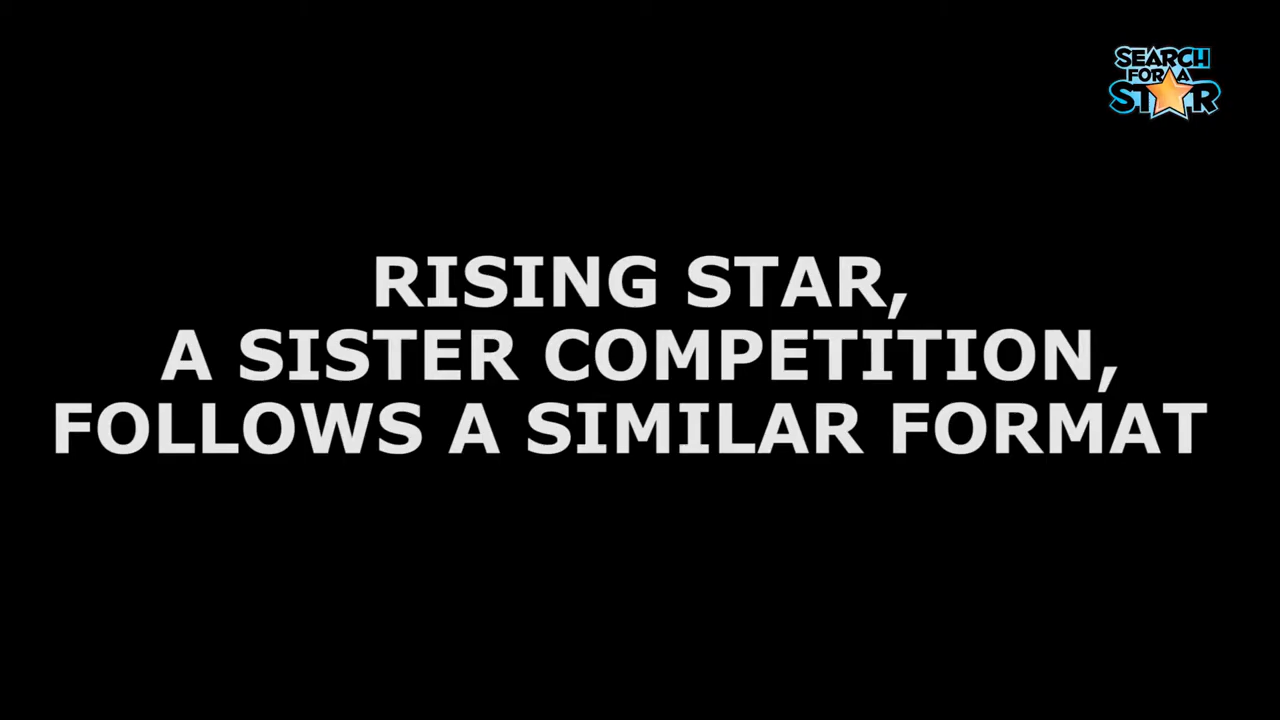 SEARCH
FOR A
STAR
RISING STAR,
A SISTER COMPETITION,
FOLLOWS A SIMILAR FORMAT